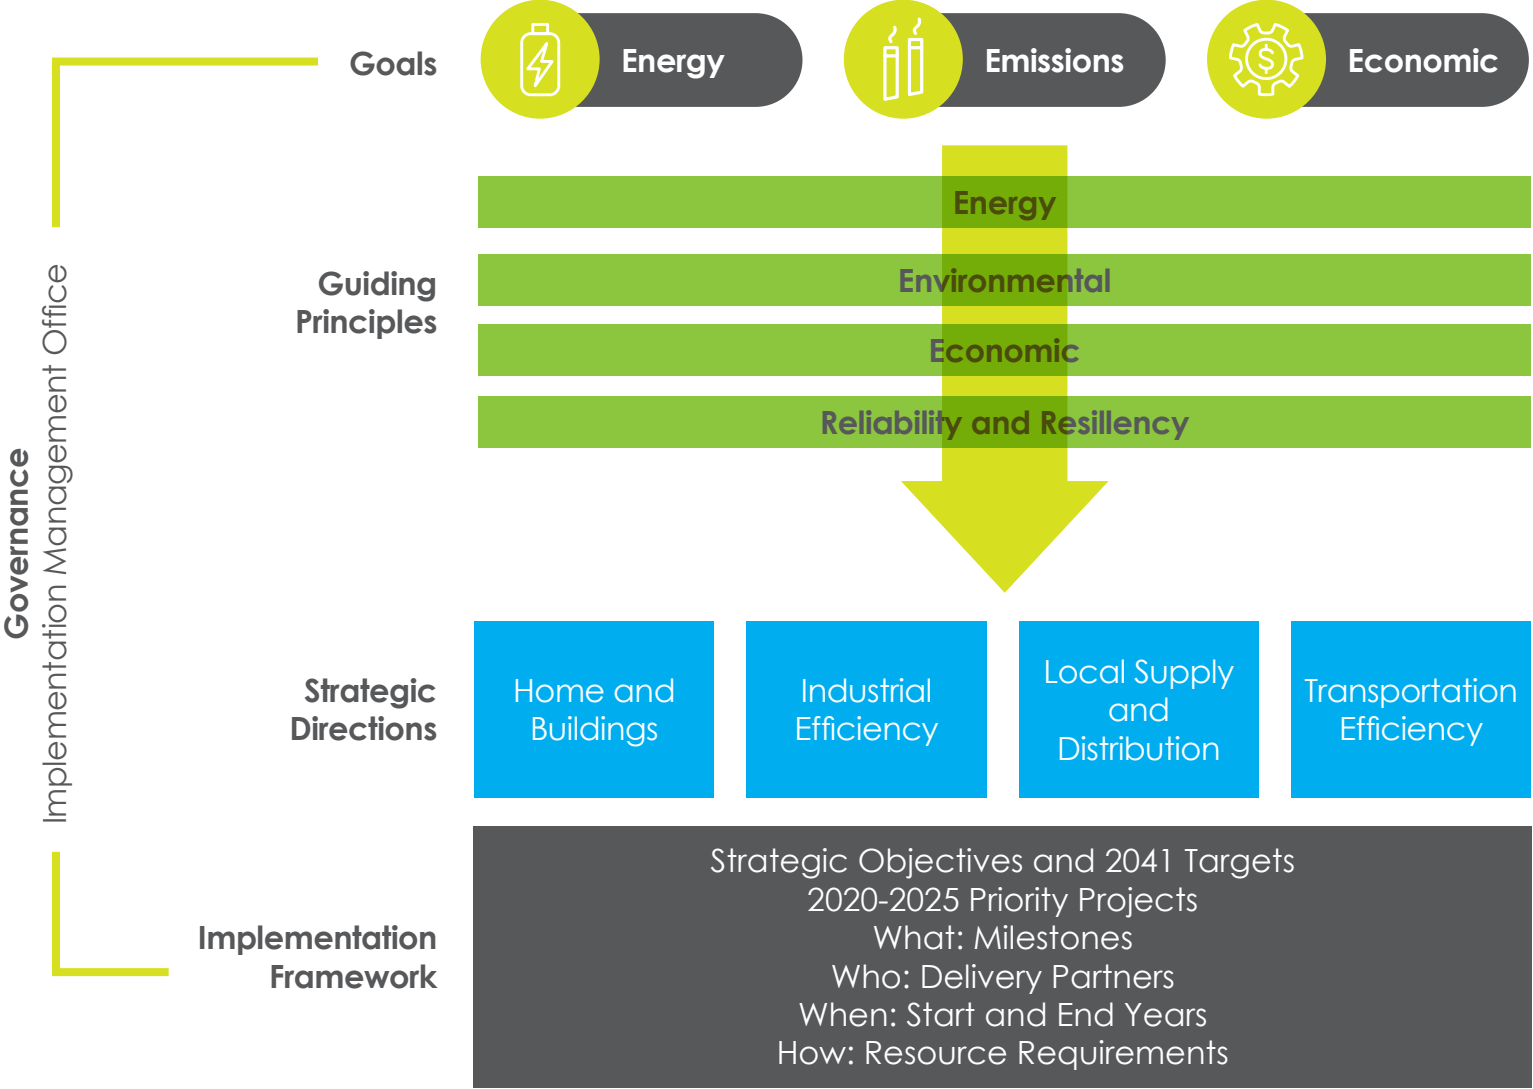 Goals
Energy
Emissions
$
Economic
Governance
Implementation Management Office
Guiding
Principles
Energy
Environmental
Economic
Reliability and Resillency
Strategic
Directions
Home and
Buildings
Industrial
Efficiency
Local Supply
and
Distribution
Transportation
Efficiency
Implementation
Framework
Strategic Objectives and 2041 Targets
2020-2025 Priority Projects
What: Milestones
Who: Delivery Partners
When: Start and End Years
How: Resource Requirements